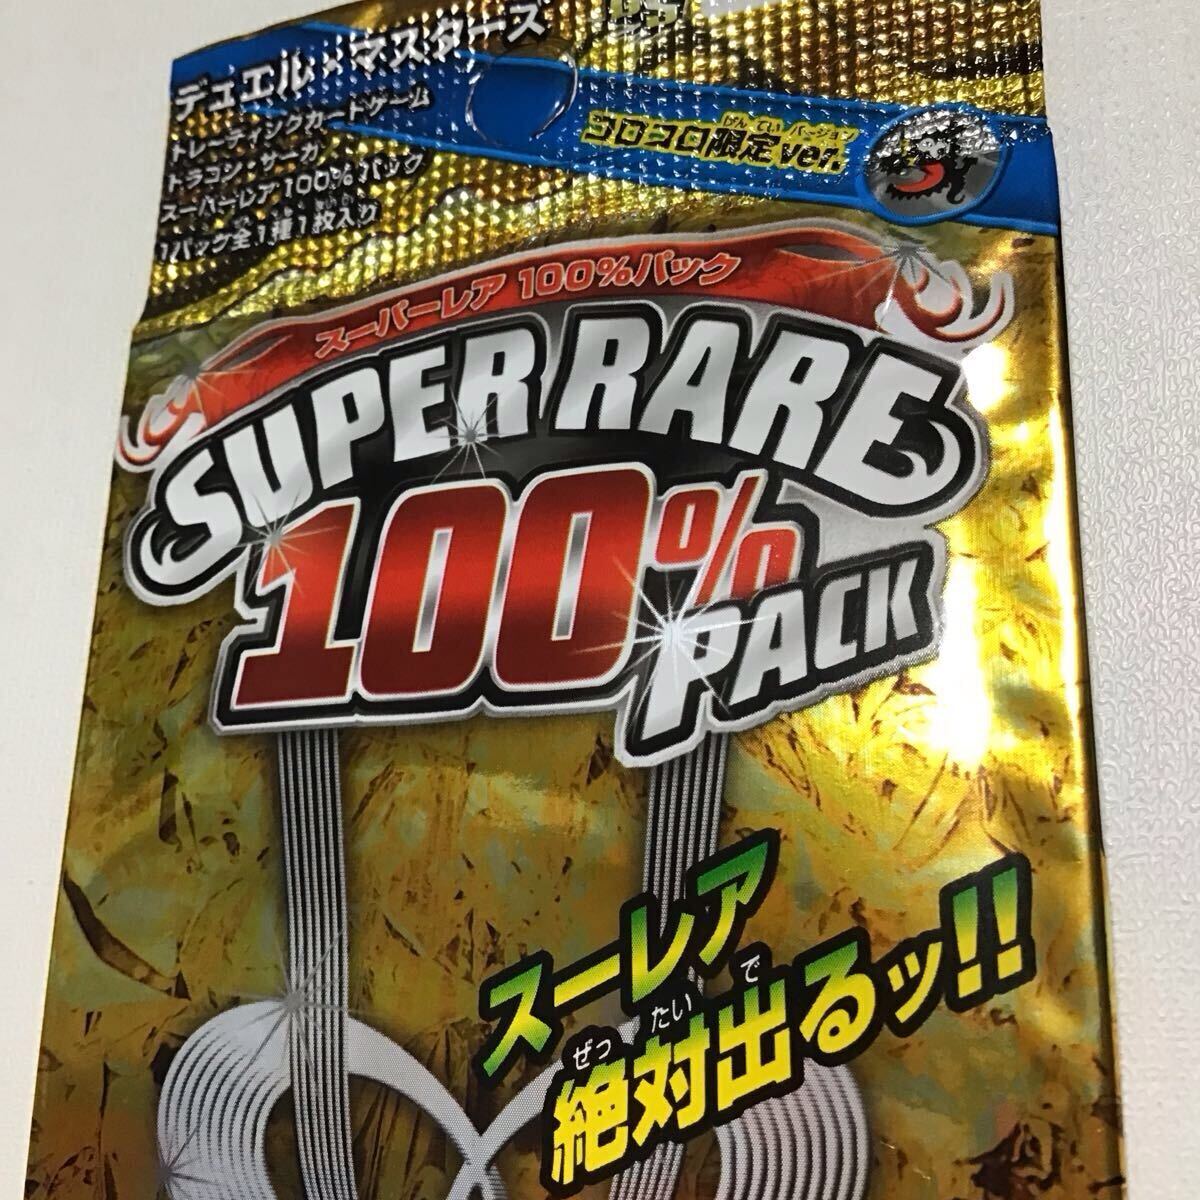 デュエル・マスターズ
トレーディングカードゲーム
ドラゴン・サーガ
スーパーレア100%パック
1パック全1種1枚入り
げんてい バージョン
コロコロ限定ver.
スーパーレア 100%パック
SUPER RARE
100%
PACK
スーレア
ぜっ たい で
絶対出るッ!!